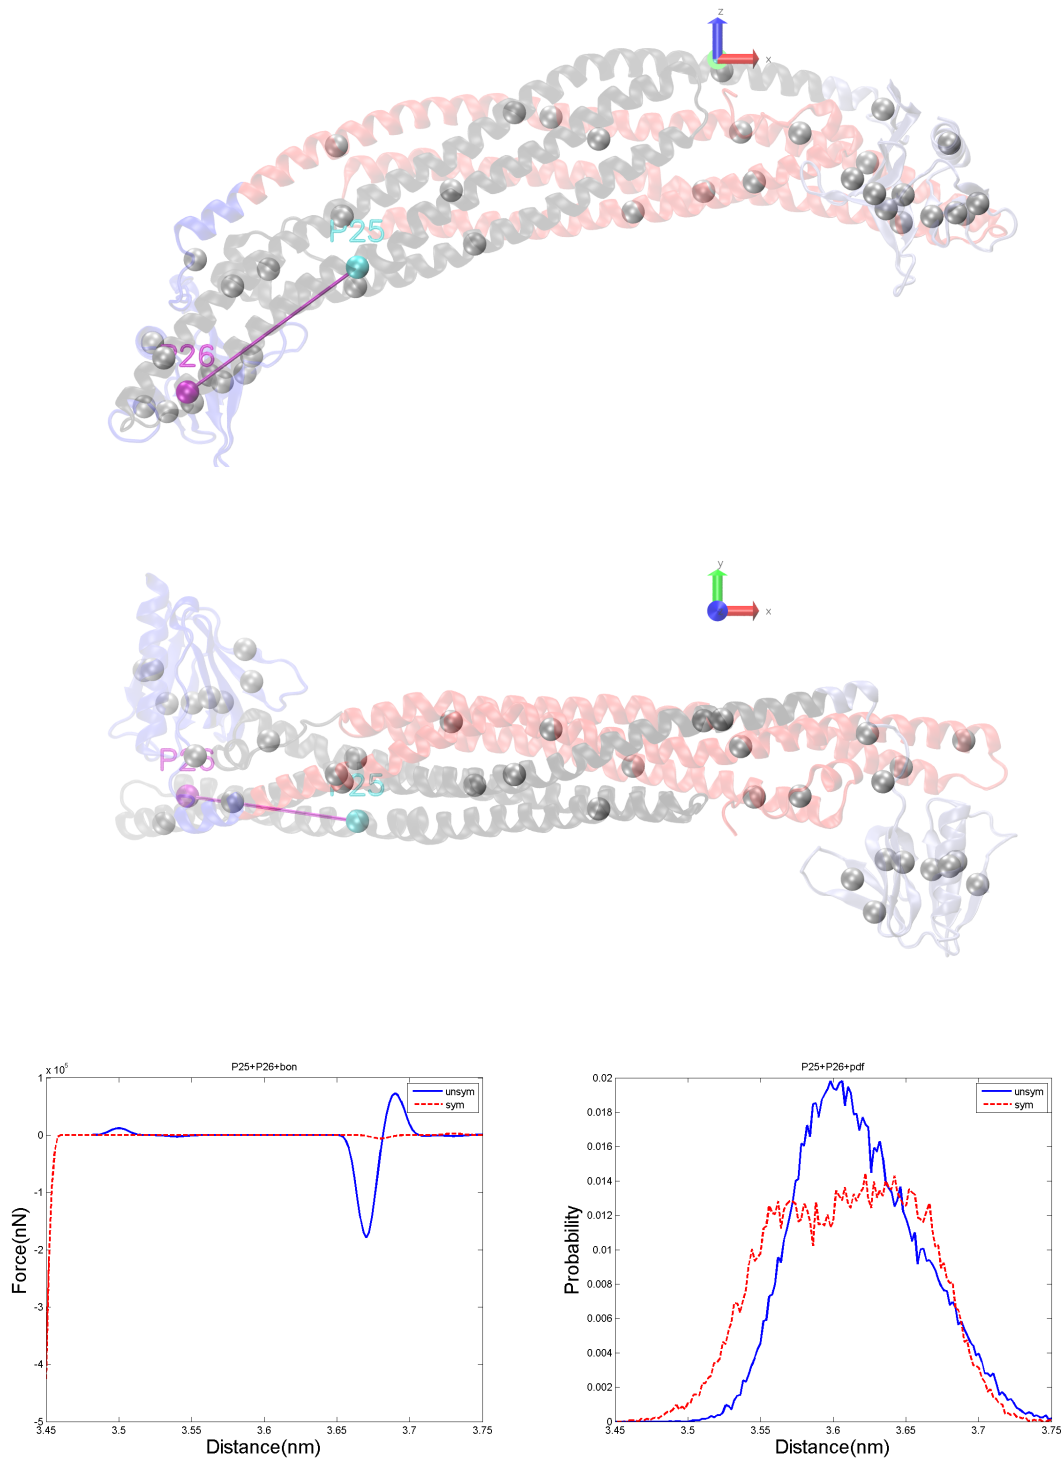 z
x
P25
P26
y
x
P26
P25
P25+P26+bon
x 10^5
unsym
sym
1
0
-1
-2
-3
-4
-5
Force(nN)
3.45 3.5 3.55 3.6 3.65 3.7 3.75
Distance(nm)
P25+P26+pdf
unsym
sym
0.02
0.018
0.016
0.014
0.012
0.01
0.008
0.006
0.004
0.002
0
Probability
3.45 3.5 3.55 3.6 3.65 3.7 3.75
Distance(nm)